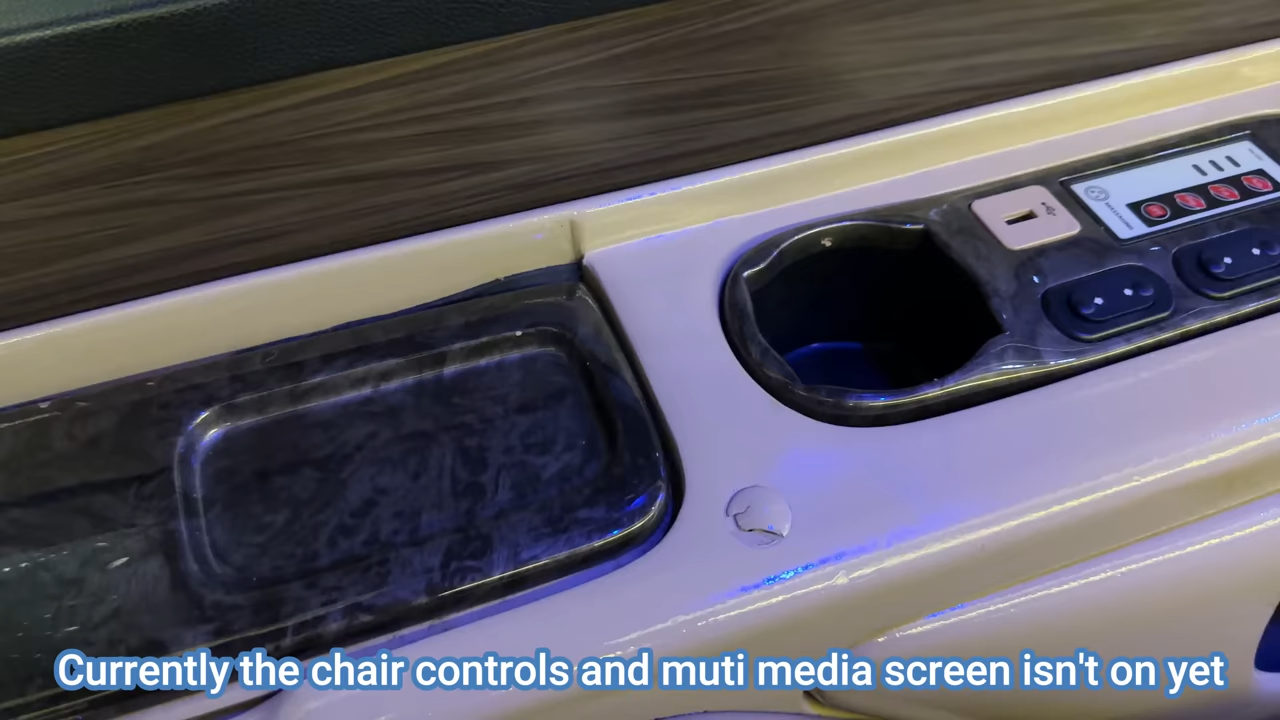 Currently the chair controls and muti media screen isn't on yet